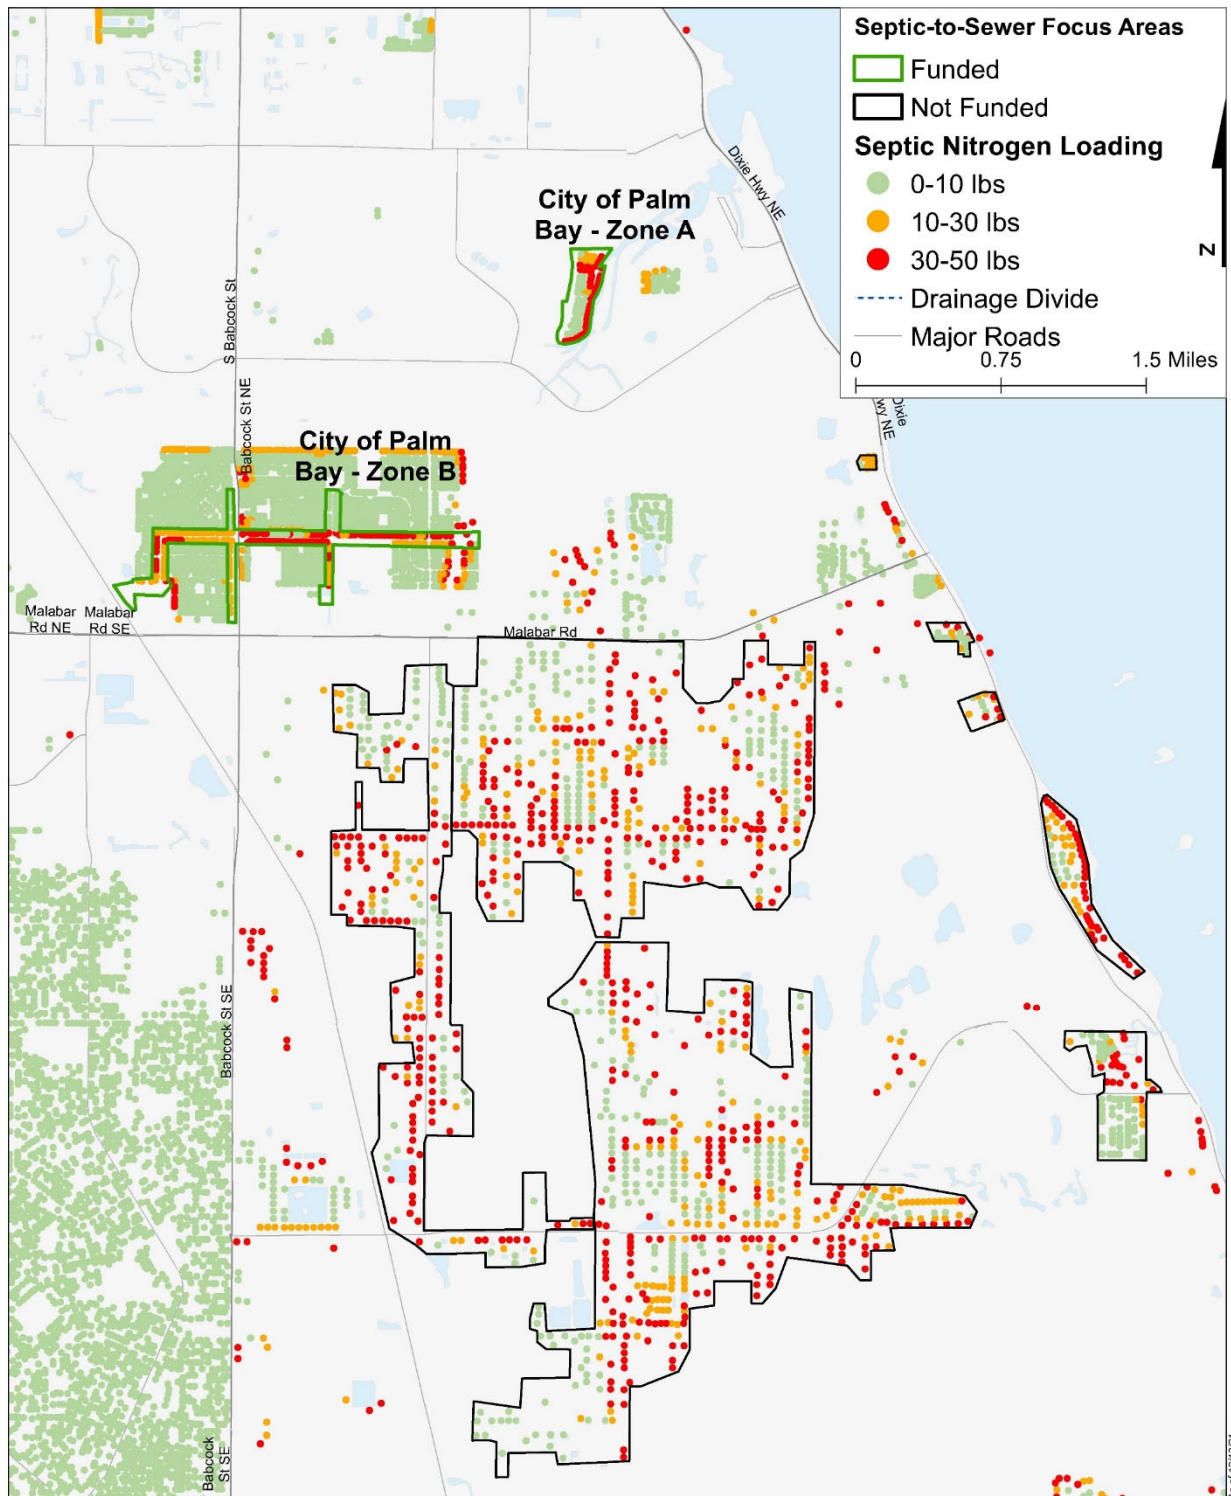 Septic-to-Sewer Focus Areas
Funded
Not Funded
Septic Nitrogen Loading
0-10 lbs
10-30 lbs
30-50 lbs
Drainage Divide
Major Roads
0 0.75 1.5 Miles
N
Dixie Hwy NE
City of Palm
Bay - Zone A
S Babcock St
Babcock St NE
Dixie
wy NE
City of Palm
Bay - Zone B
Malabar
Rd NE
Malabar
Rd SE
Malabar Rd
Babcock St SE
Babcock
St SE